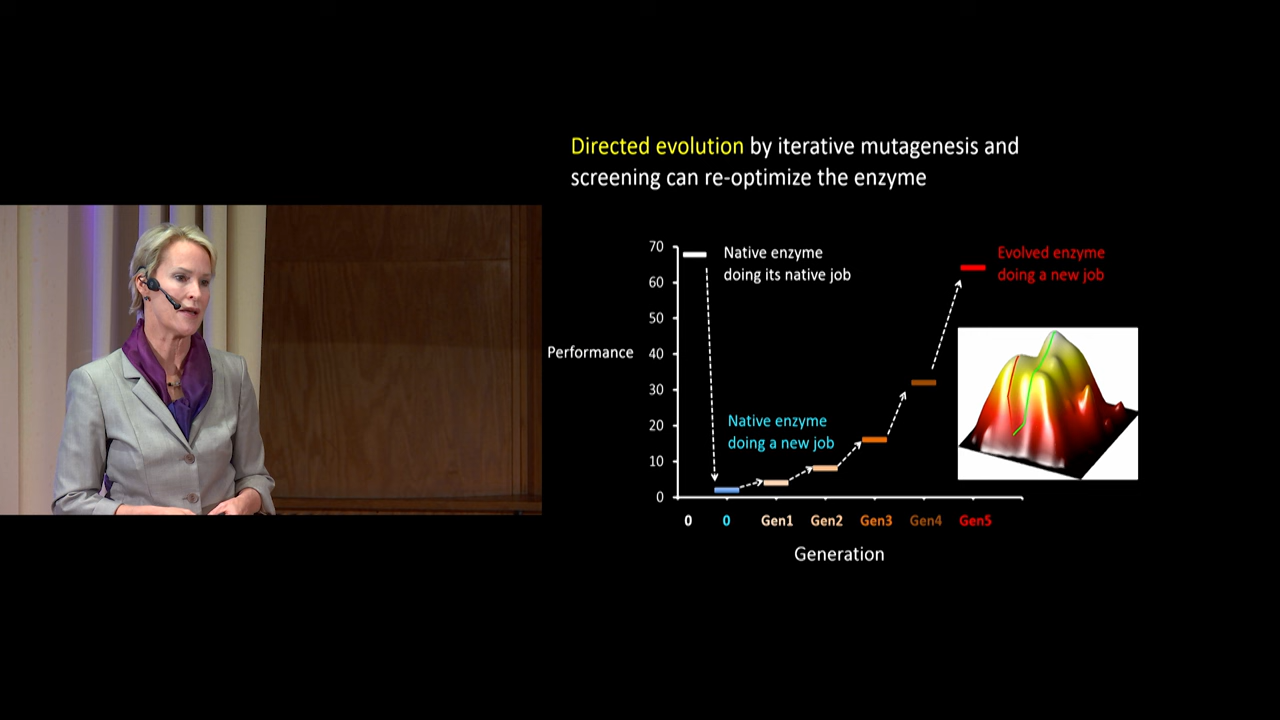 Directed evolution by iterative mutagenesis and
screening can re-optimize the enzyme
70
60
50
40
30
20
10
0
Performance
Native enzyme
doing its native job
Native enzyme
doing a new job
Evolved enzyme
doing a new job
0
0
Gen1
Gen2
Gen3
Gen4
Gen5
Generation